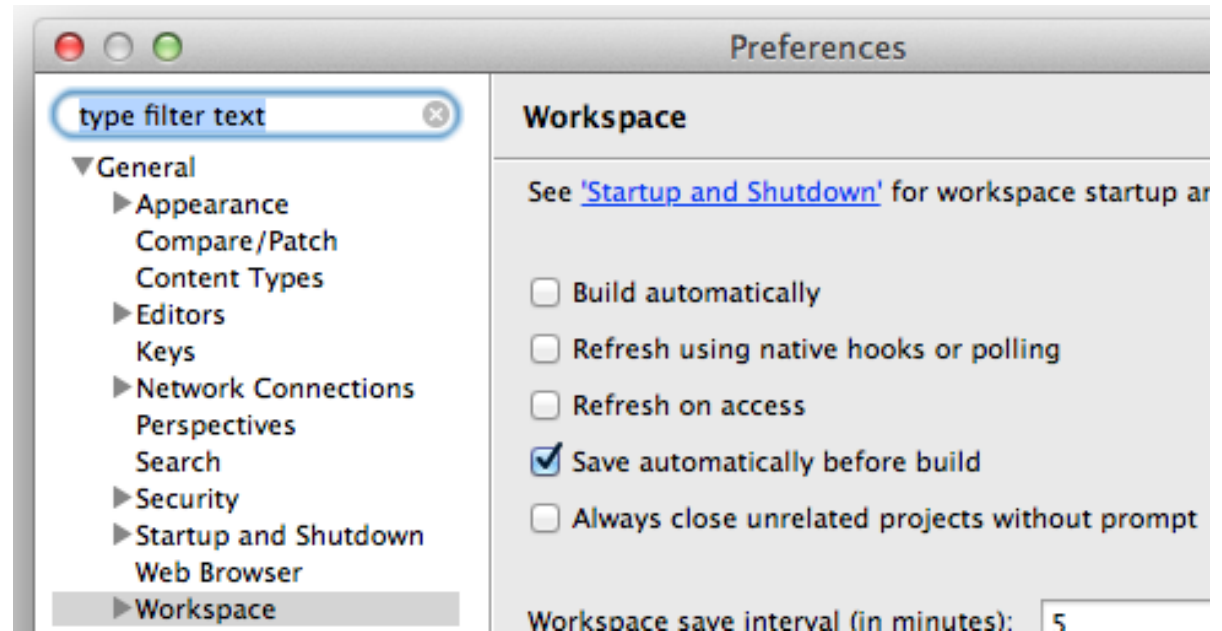 Preferences
type filter text
General
Appearance
Compare/Patch
Content Types
Editors
Keys
Network Connections
Perspectives
Search
Security
Startup and Shutdown
Web Browser
Workspace
Workspace
See 'Startup and Shutdown' for workspace startup
Build automatically
Refresh using native hooks or polling
Refresh on access
Save automatically before build
Always close unrelated projects without prompt
Workspace save interval (in minutes): 5